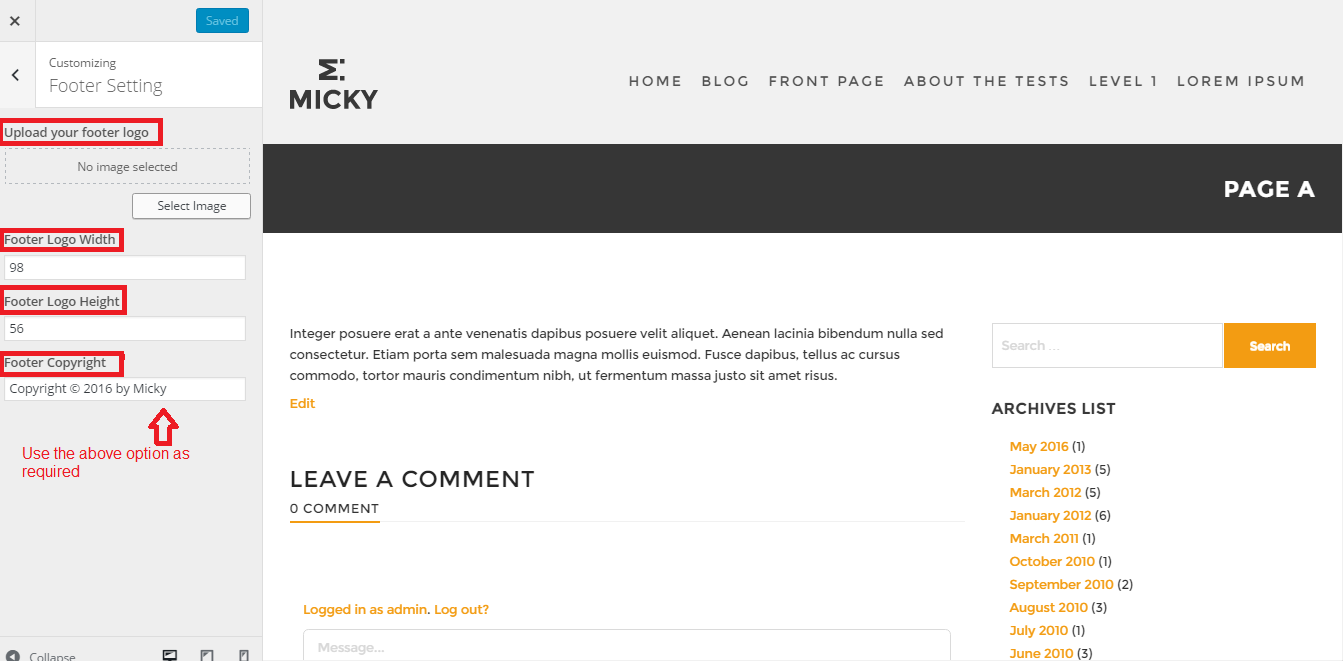 Saved
Customizing
Footer Setting
Upload your footer logo
No image selected
Select Image
Footer Logo Width
98
Footer Logo Height
56
Footer Copyright
Copyright © 2016 by Micky
Use the above option as
required
Collapse
MICKY
HOME BLOG FRONT PAGE ABOUT THE TESTS LEVEL 1 LOREM IPSUM
PAGE A
Integer posuere erat a ante venenatis dapibus posuere velit aliquet. Aenean lacinia bibendum nulla sed
consectetur. Etiam porta sem malesuada magna mollis euismod. Fusce dapibus, tellus ac cursus
commodo, tortor mauris condimentum nibh, ut fermentum massa justo sit amet risus.
Edit
LEAVE A COMMENT
0 COMMENT
Logged in as admin. Log out?
Message...
Search ...
Search
ARCHIVES LIST
May 2016 (1)
January 2013 (5)
March 2012 (5)
January 2012 (6)
March 2011 (1)
October 2010 (1)
September 2010 (2)
August 2010 (3)
July 2010 (1)
June 2010 (3)